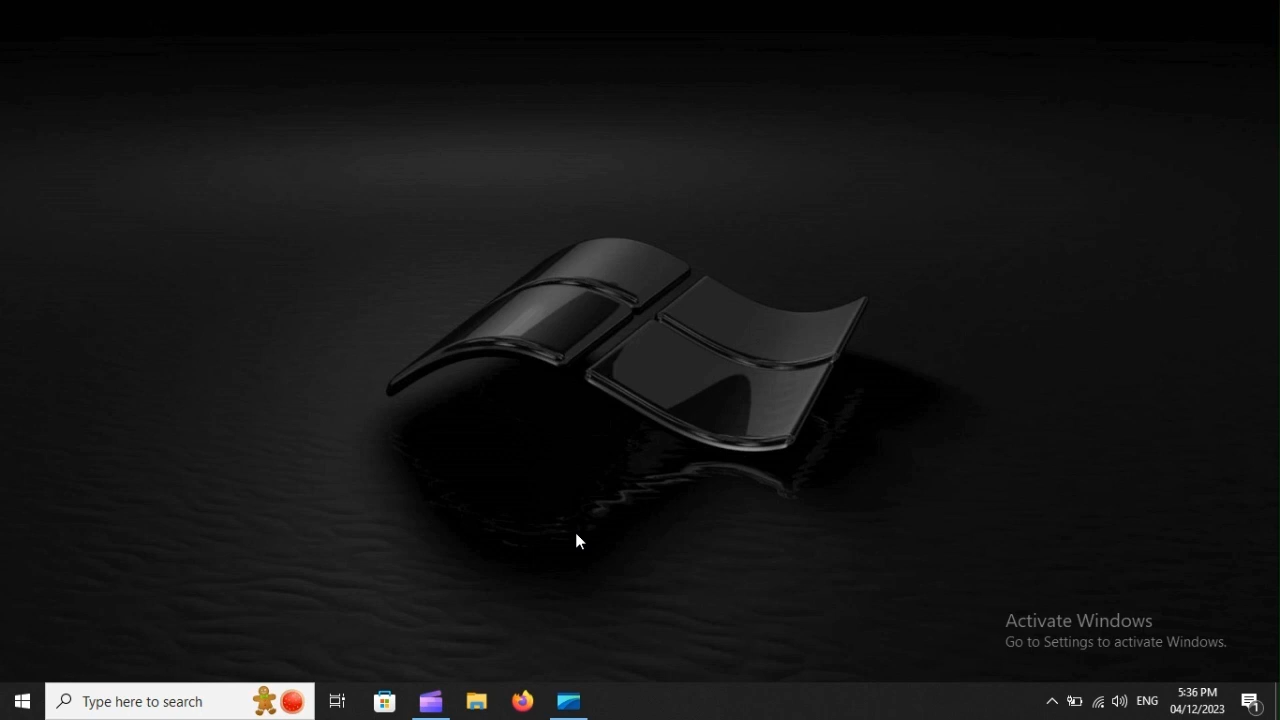 Activate Windows
Go to Settings to activate Windows.
Type here to search
ENG
5:36 PM
04/12/2023
1